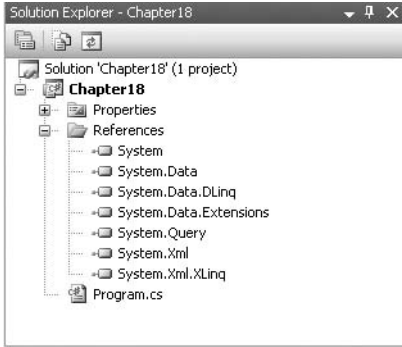 Solution Explorer - Chapter18
Solution 'Chapter18' (1 project)
Chapter18
Properties
References
System
System.Data
System.Data.DLinq
System.Data.Extensions
System.Query
System.Xml
System.Xml.XLinq
Program.cs